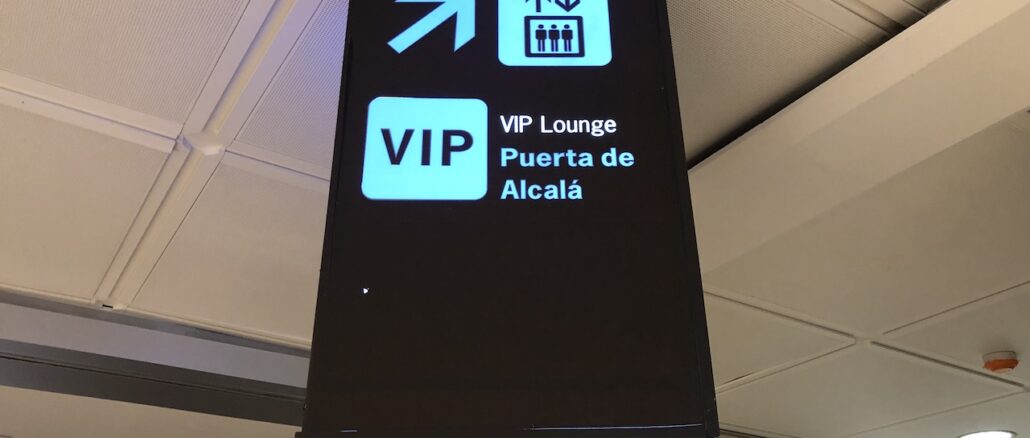 VIP
VIP Lounge
Puerta de
Alcalá